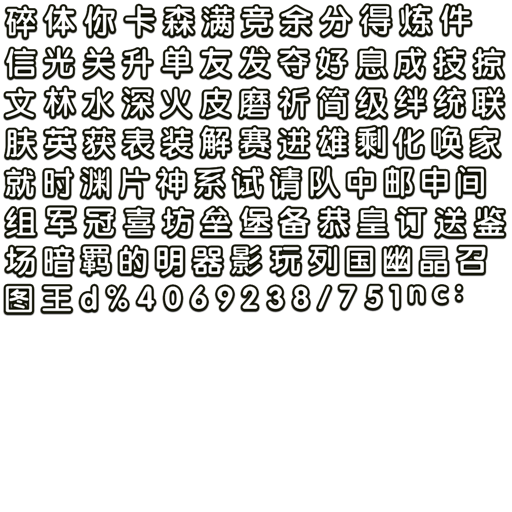 碎体你卡森满竞余分得炼件
信光关升单友发夺好息成技掠
文林水深火皮磨祈简级绊统联
肤英获表装解赛进雄剩化唤家
就时渊片神系试请队中邮申间
组军冠喜坊垒堡备恭皇订送鉴
场暗羁的明器影玩列国幽晶召
图王d%4069238/751nc: